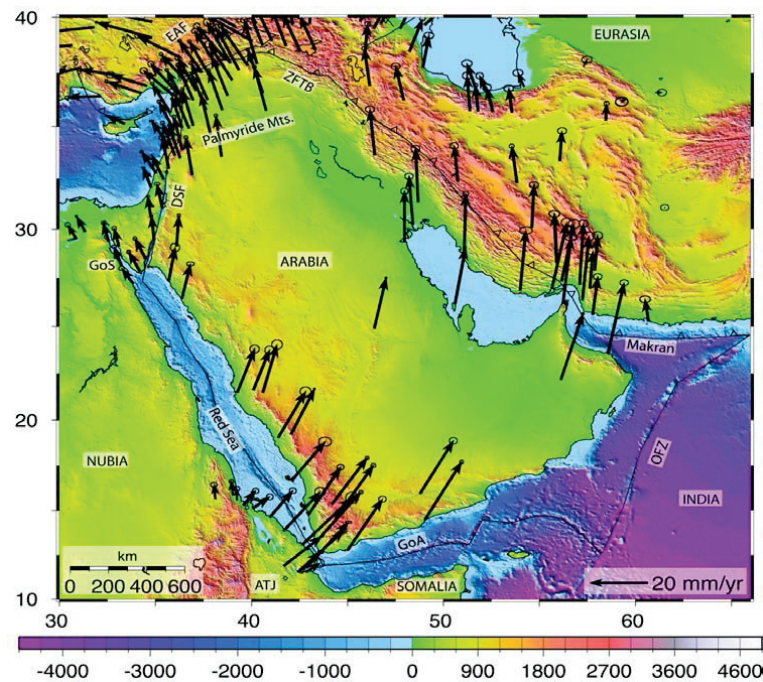 40
EAF
EURASIA
ZFTB
Palmyride Mts.
DSF
30
GoS
ARABIA
Makran
20
Red Sea
NUBIA
OFZ
INDIA
km
GoA
0 200 400 600
ATJ
SOMALIA
20 mm/yr
10
30 40 50 60
-4000 -3000 -2000 -1000 0 900 1800 2700 3600 4600